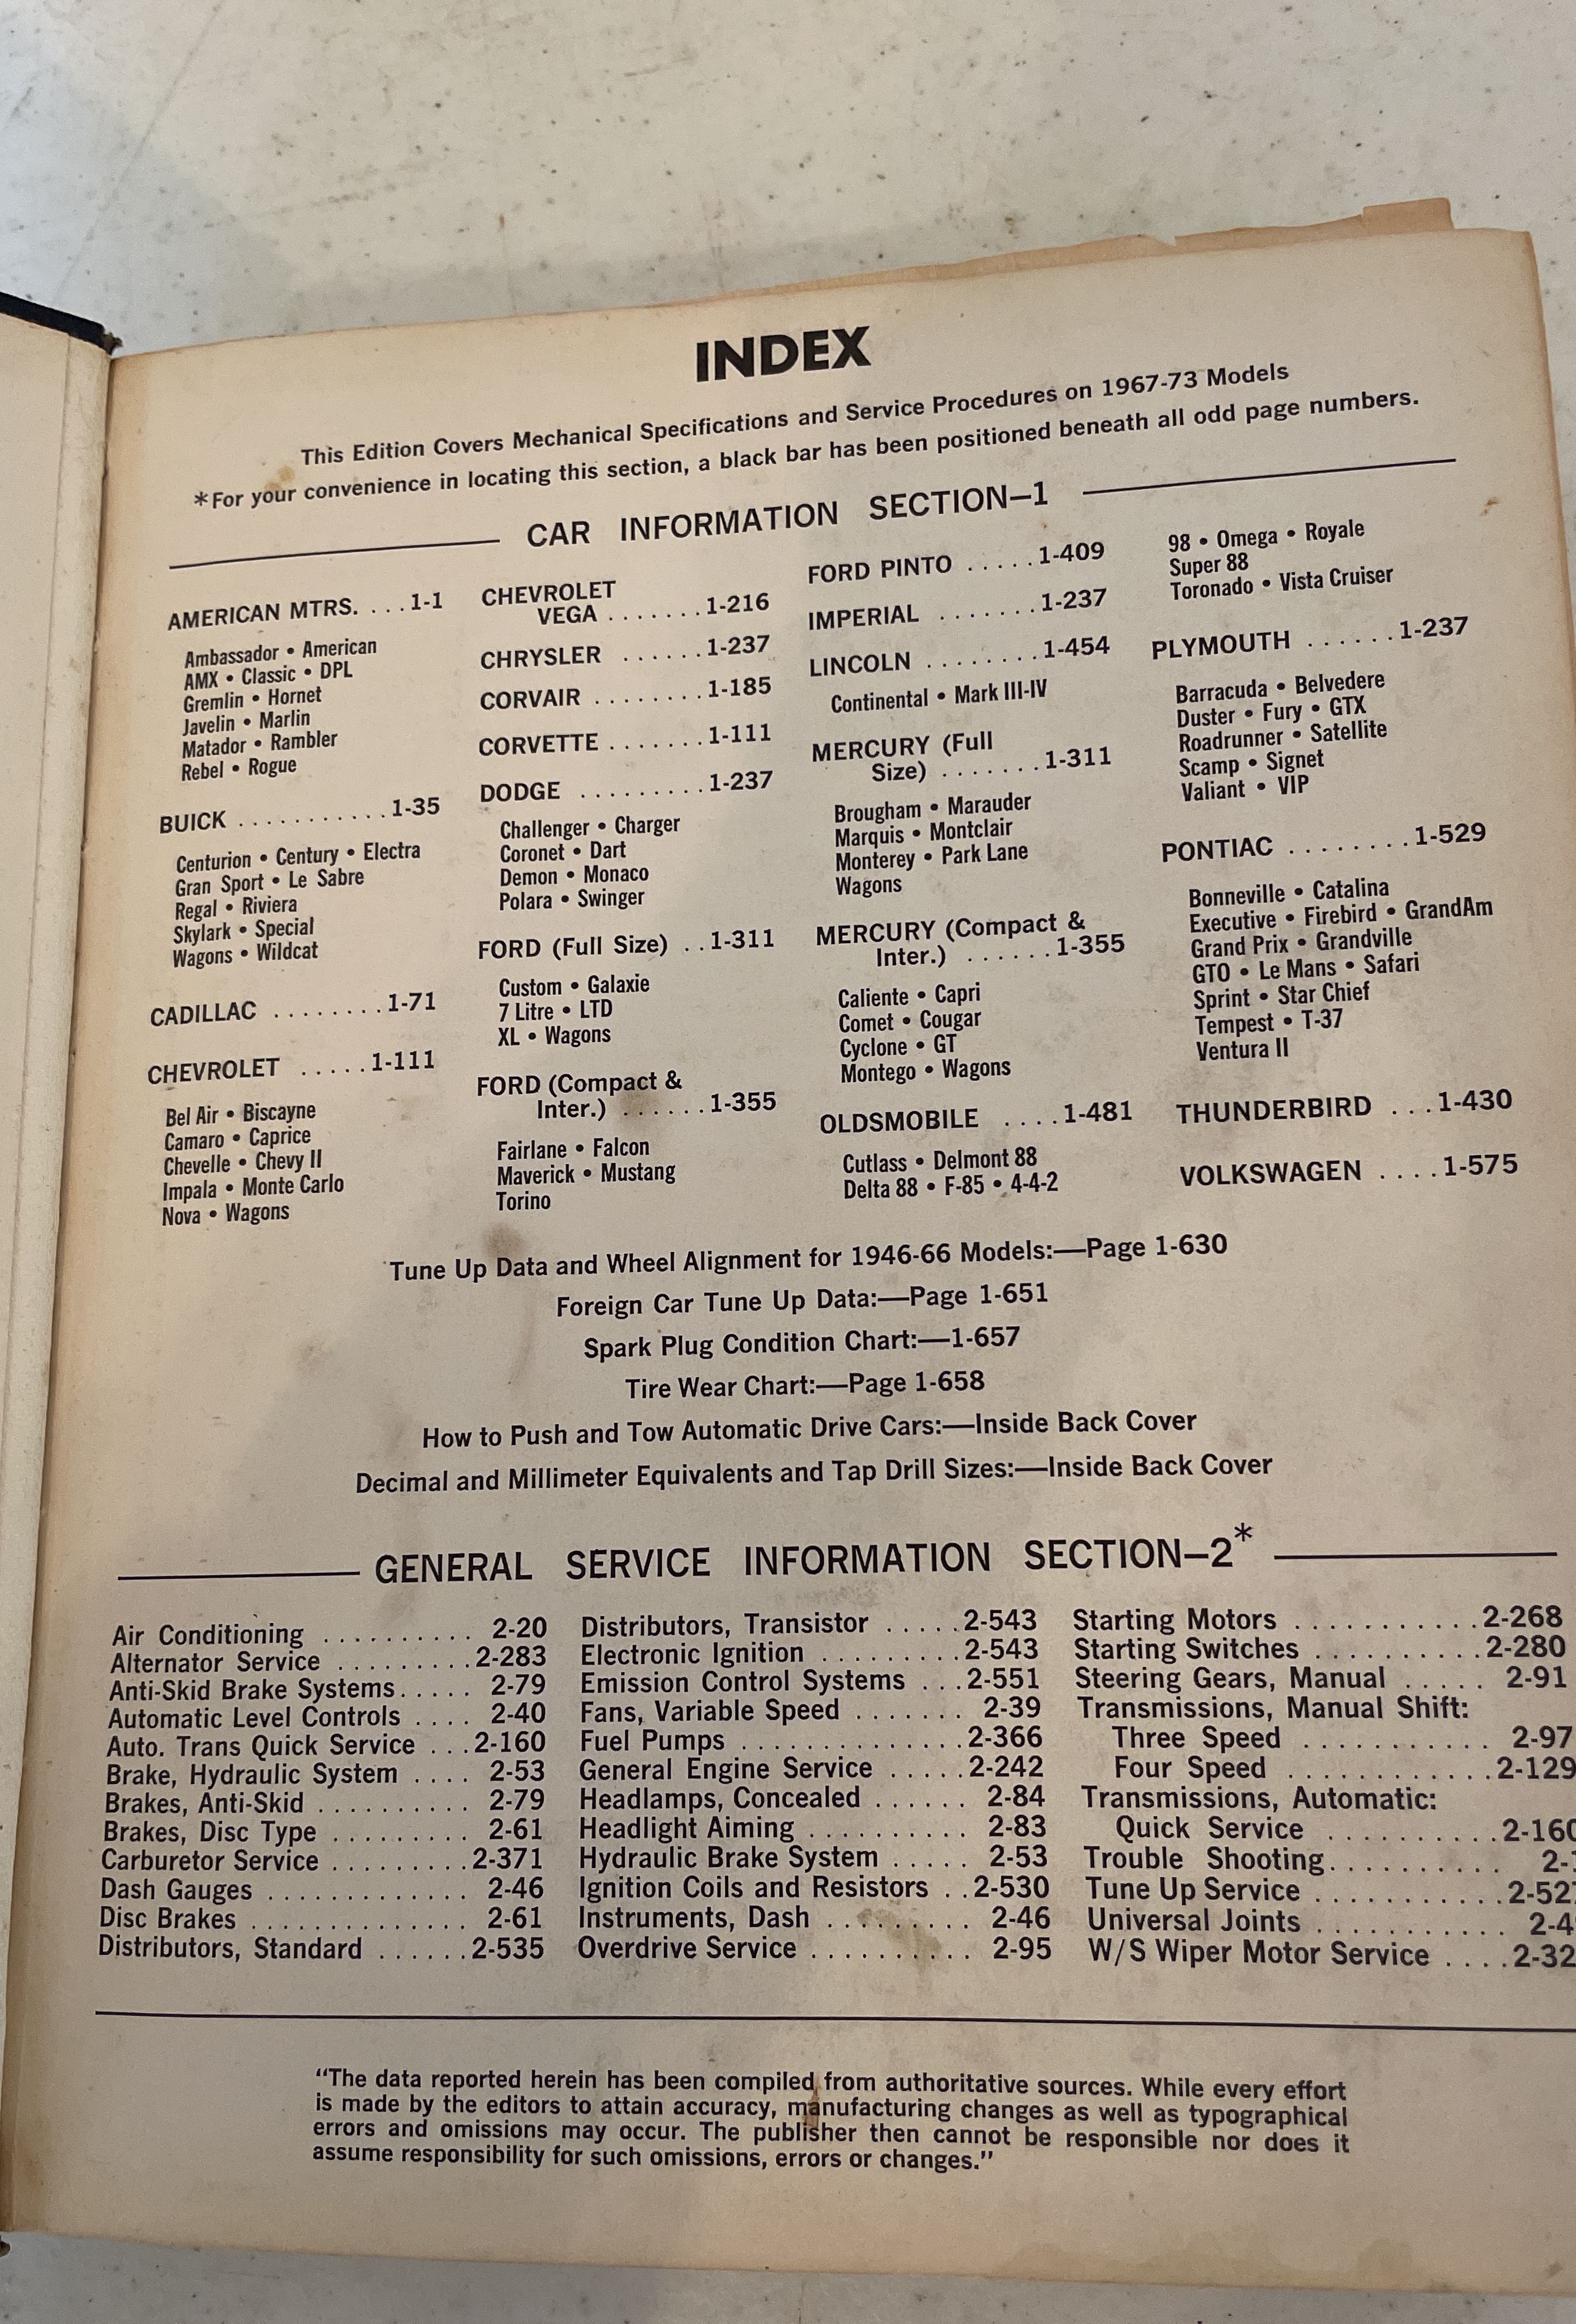 INDEX
This Edition Covers Mechanical Specifications and Service Procedures on 1967-73 Models
*For your convenience in locating this section, a black bar has been positioned beneath all odd page numbers.
CAR INFORMATION SECTION–1
AMERICAN MTRS. . . . 1-1
Ambassador • American
AMX • Classic • DPL
Gremlin • Hornet
Javelin • Marlin
Matador • Rambler
Rebel • Rogue
BUICK . . . . . . . . . . . 1-35
Centurion • Century • Electra
Gran Sport • Le Sabre
Regal • Riviera
Skylark • Special
Wagons • Wildcat
CADILLAC . . . . . . . . 1-71
CHEVROLET . . . . . 1-111
Bel Air • Biscayne
Camaro • Caprice
Chevelle • Chevy II
Impala • Monte Carlo
Nova • Wagons
CHEVROLET
VEGA . . . . . . . 1-216
CHRYSLER . . . . . . 1-237
CORVAIR . . . . . . . . 1-185
CORVETTE . . . . . . . 1-111
DODGE . . . . . . . . . 1-237
Challenger • Charger
Coronet • Dart
Demon • Monaco
Polara • Swinger
FORD (Full Size) . . 1-311
Custom • Galaxie
7 Litre • LTD
XL • Wagons
FORD (Compact &
Inter.) . . . . . . . 1-355
Fairlane • Falcon
Maverick • Mustang
Torino
FORD PINTO . . . . . 1-409
IMPERIAL . . . . . . . 1-237
LINCOLN . . . . . . . . 1-454
Continental • Mark III-IV
MERCURY (Full
Size) . . . . . . . 1-311
Brougham • Marauder
Marquis • Montclair
Monterey • Park Lane
Wagons
MERCURY (Compact &
Inter.) . . . . . . 1-355
Caliente • Capri
Comet • Cougar
Cyclone • GT
Montego • Wagons
OLDSMOBILE . . . . 1-481
Cutlass • Delmont 88
Delta 88 • F-85 • 4-4-2
98 • Omega • Royale
Super 88
Toronado • Vista Cruiser
PLYMOUTH . . . . . . 1-237
Barracuda • Belvedere
Duster • Fury • GTX
Roadrunner • Satellite
Scamp • Signet
Valiant • VIP
PONTIAC . . . . . . . . 1-529
Bonneville • Catalina
Executive • Firebird • GrandAm
Grand Prix • Grandville
GTO • Le Mans • Safari
Sprint • Star Chief
Tempest • T-37
Ventura II
THUNDERBIRD . . . 1-430
VOLKSWAGEN . . . . 1-575
Tune Up Data and Wheel Alignment for 1946-66 Models:—Page 1-630
Foreign Car Tune Up Data:—Page 1-651
Spark Plug Condition Chart:—1-657
Tire Wear Chart:—Page 1-658
How to Push and Tow Automatic Drive Cars:—Inside Back Cover
Decimal and Millimeter Equivalents and Tap Drill Sizes:—Inside Back Cover
GENERAL SERVICE INFORMATION SECTION–2*
Air Conditioning . . . . . . . . . . 2-20
Alternator Service . . . . . . . . . 2-283
Anti-Skid Brake Systems. . . . . 2-79
Automatic Level Controls . . . . 2-40
Auto. Trans Quick Service . . . 2-160
Brake, Hydraulic System . . . . 2-53
Brakes, Anti-Skid . . . . . . . . . . 2-79
Brakes, Disc Type . . . . . . . . . 2-61
Carburetor Service . . . . . . . . . 2-371
Dash Gauges . . . . . . . . . . . . . 2-46
Disc Brakes . . . . . . . . . . . . . . 2-61
Distributors, Standard . . . . . . 2-535
Distributors, Transistor . . . . . 2-543
Electronic Ignition . . . . . . . . . 2-543
Emission Control Systems . . . 2-551
Fans, Variable Speed . . . . . . . 2-39
Fuel Pumps . . . . . . . . . . . . . . 2-366
General Engine Service . . . . . 2-242
Headlamps, Concealed . . . . . . 2-84
Headlight Aiming . . . . . . . . . . 2-83
Hydraulic Brake System . . . . . 2-53
Ignition Coils and Resistors . . 2-530
Instruments, Dash . . . . . . . . . 2-46
Overdrive Service . . . . . . . . . . 2-95
Starting Motors . . . . . . . . . . . 2-268
Starting Switches . . . . . . . . . . 2-280
Steering Gears, Manual . . . . . 2-91
Transmissions, Manual Shift:
Three Speed . . . . . . . . . . . 2-97
Four Speed . . . . . . . . . . . . 2-129
Transmissions, Automatic:
Quick Service . . . . . . . . . . 2-160
Trouble Shooting. . . . . . . . . . 2-
Tune Up Service . . . . . . . . . . . 2-527
Universal Joints . . . . . . . . . . . 2-4
W/S Wiper Motor Service . . . . 2-32
“The data reported herein has been compiled from authoritative sources. While every effort
is made by the editors to attain accuracy, manufacturing changes as well as typographical
errors and omissions may occur. The publisher then cannot be responsible nor does it
assume responsibility for such omissions, errors or changes.”